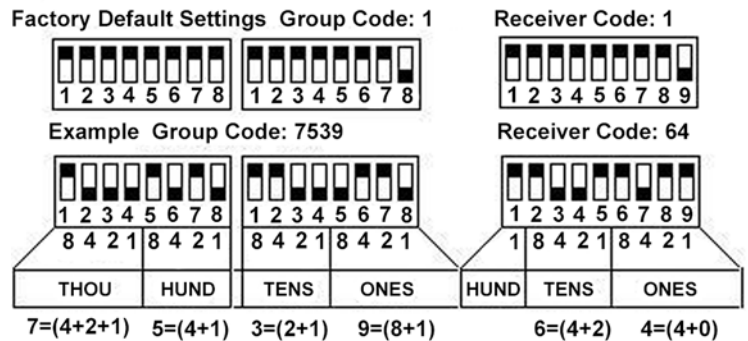 Factory Default Settings Group Code: 1 Receiver Code: 1
1 2 3 4 5 6 7 8 1 2 3 4 5 6 7 8 1 2 3 4 5 6 7 8 9
Example Group Code: 7539 Receiver Code: 64
1 2 3 4 5 6 7 8 1 2 3 4 5 6 7 8 1 2 3 4 5 6 7 8 9
8 4 2 1 8 4 2 1 8 4 2 1 8 4 2 1 1 8 4 2 1 8 4 2 1
THOU HUND TENS ONES HUND TENS ONES
7=(4+2+1) 5=(4+1) 3=(2+1) 9=(8+1) 6=(4+2) 4=(4+0)